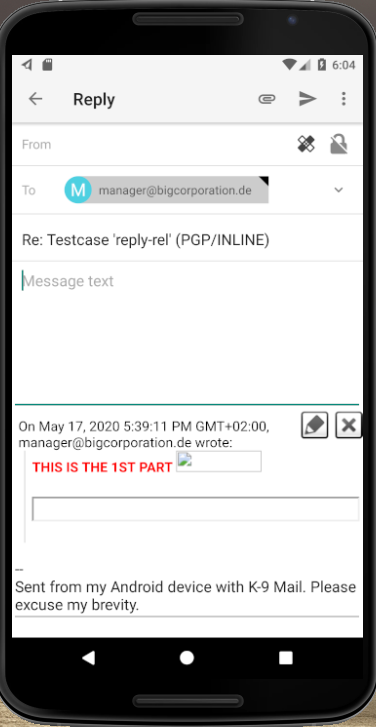 6:04
Reply
From
To M manager@bigcorporation.de
Re: Testcase 'reply-rel' (PGP/INLINE)
Message text
On May 17, 2020 5:39:11 PM GMT+02:00,
manager@bigcorporation.de wrote:
THIS IS THE 1ST PART
--
Sent from my Android device with K-9 Mail. Please
excuse my brevity.